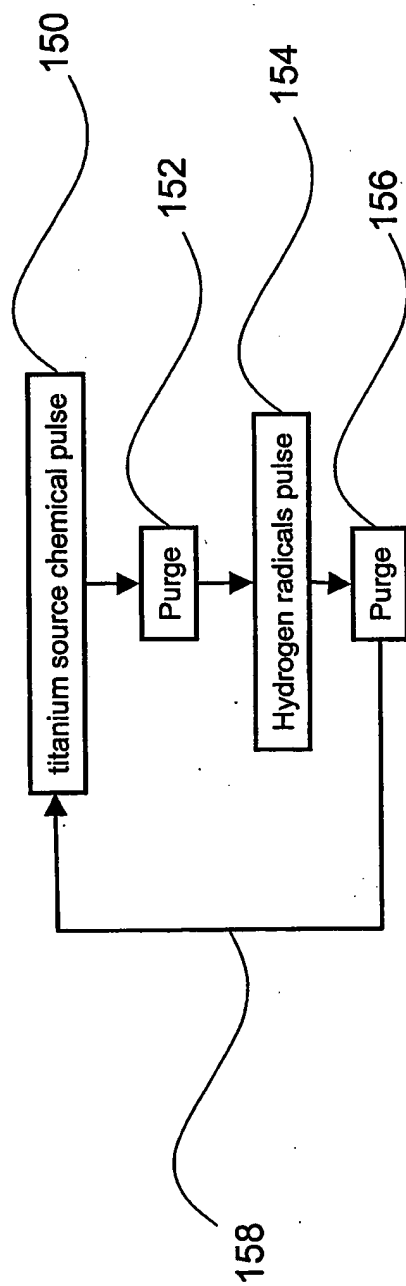 titanium source chemical pulse
150
Purge
152
Hydrogen radicals pulse
154
Purge
156
158